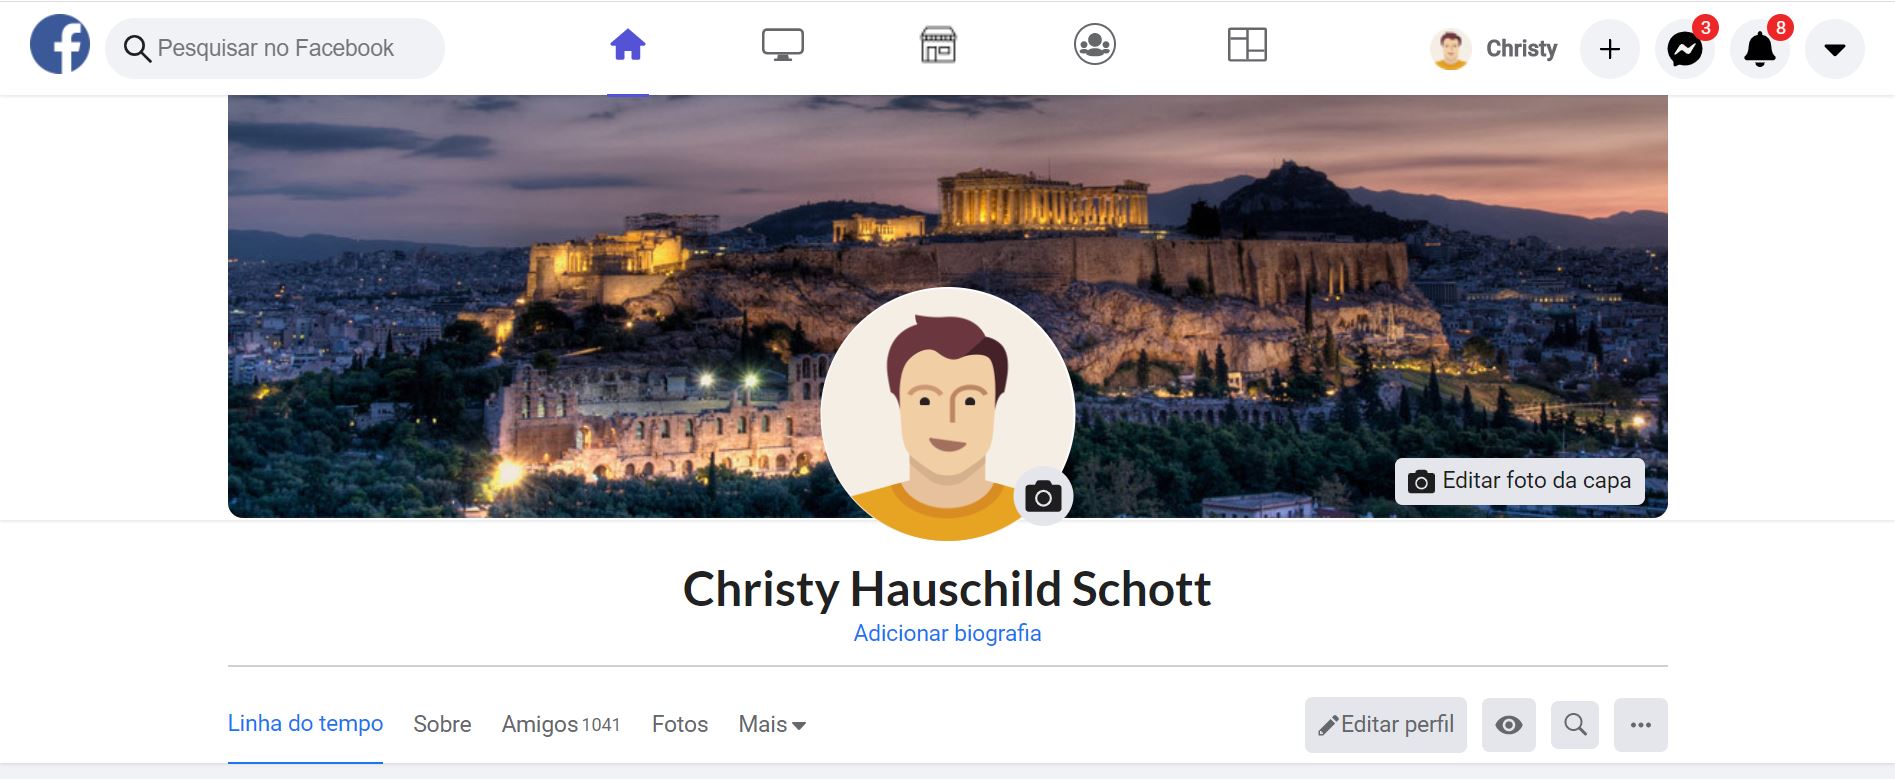 Pesquisar no Facebook
Christy
3
8
Editar foto da capa
Christy Hauschild Schott
Adicionar biografia
Linha do tempo Sobre Amigos 1041 Fotos Mais Editar perfil